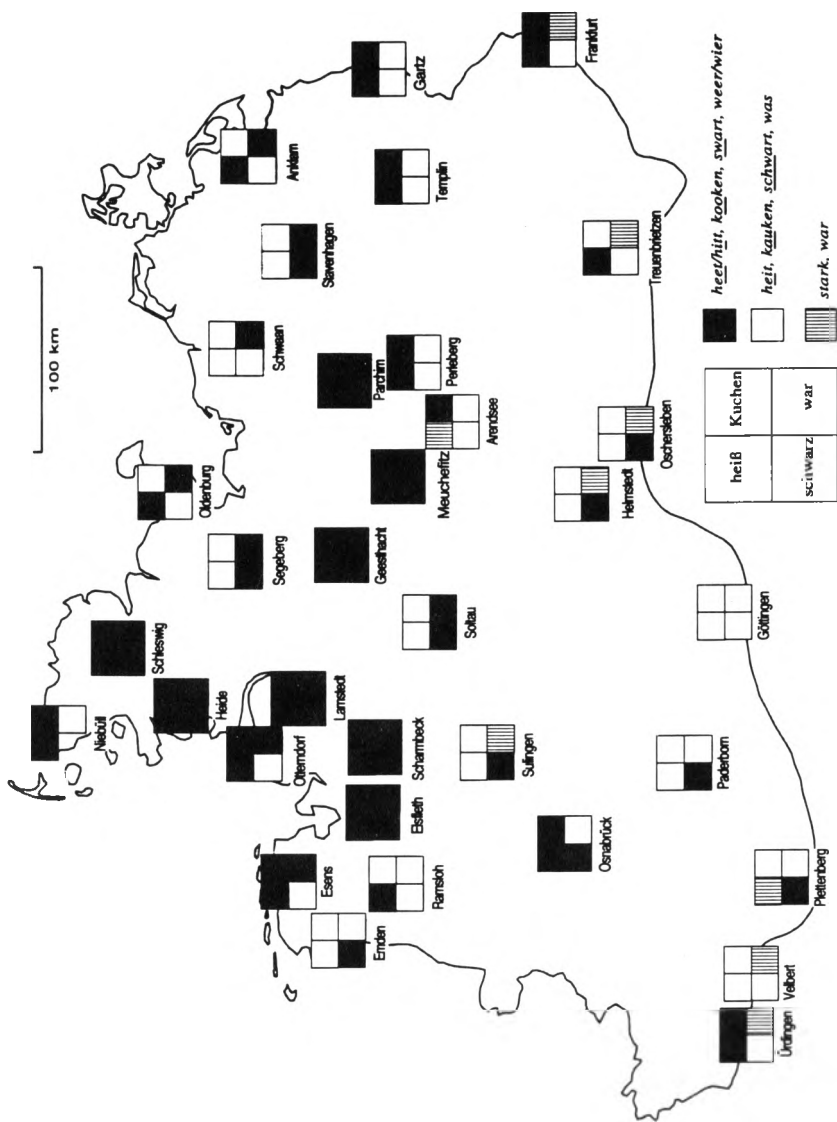 100 km
Niebüll
Schleswig
Heide
Oldenburg
Otterndorf
Lamstedt
Segeberg
Schwaan
Stavenhagen
Anklam
Esens
Elsfleth
Scharmbeck
Geesthacht
Parchim
Gartz
Emden
Ramsloh
Soltau
Meuchefitz
Perleberg
Arendsee
Templin
Sulingen
Osnabrück
Helmstedt
Oschersleben
Treuenbrietzen
Frankfurt
Paderborn
Göttingen
Plettenberg
Velbert
Ürdingen
heiß
Kuchen
schwarz
war
heet/hitt, kooken, swart, weer/wier
heit, kauken, schwart, was
stark, war